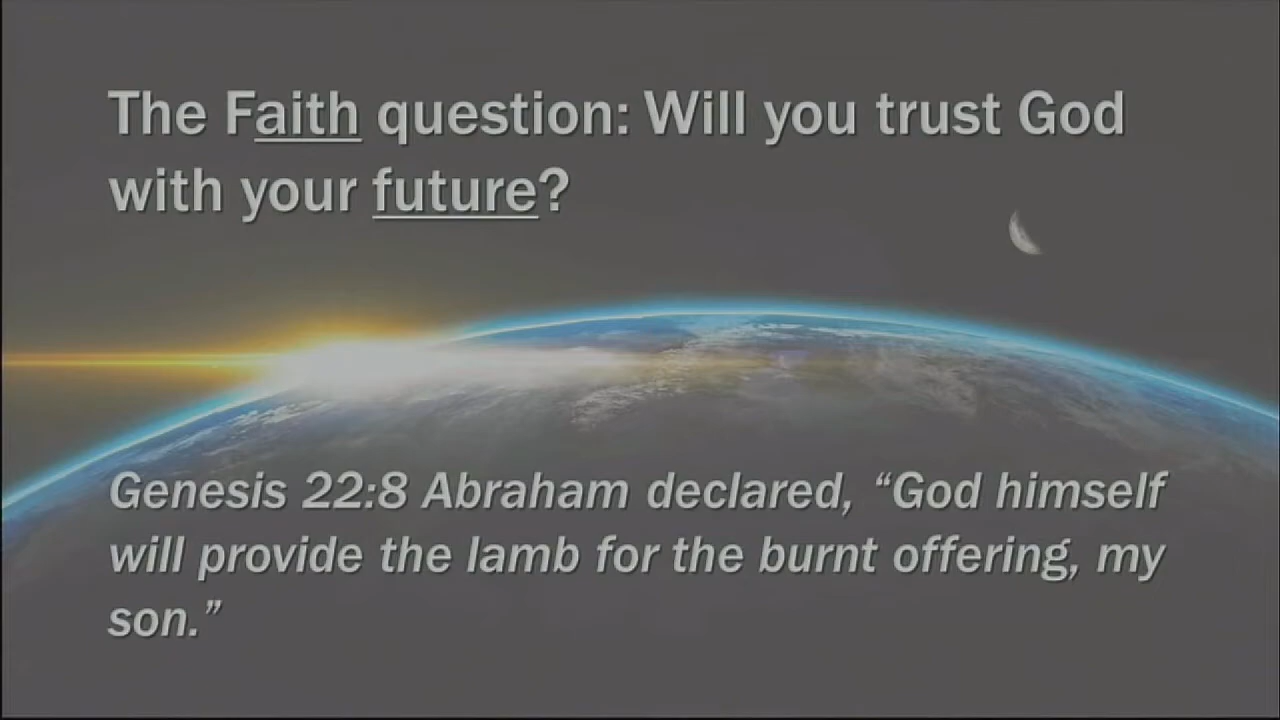 The Faith question: Will you trust God
with your future?
Genesis 22:8 Abraham declared, “God himself
will provide the lamb for the burnt offering, my
son.”